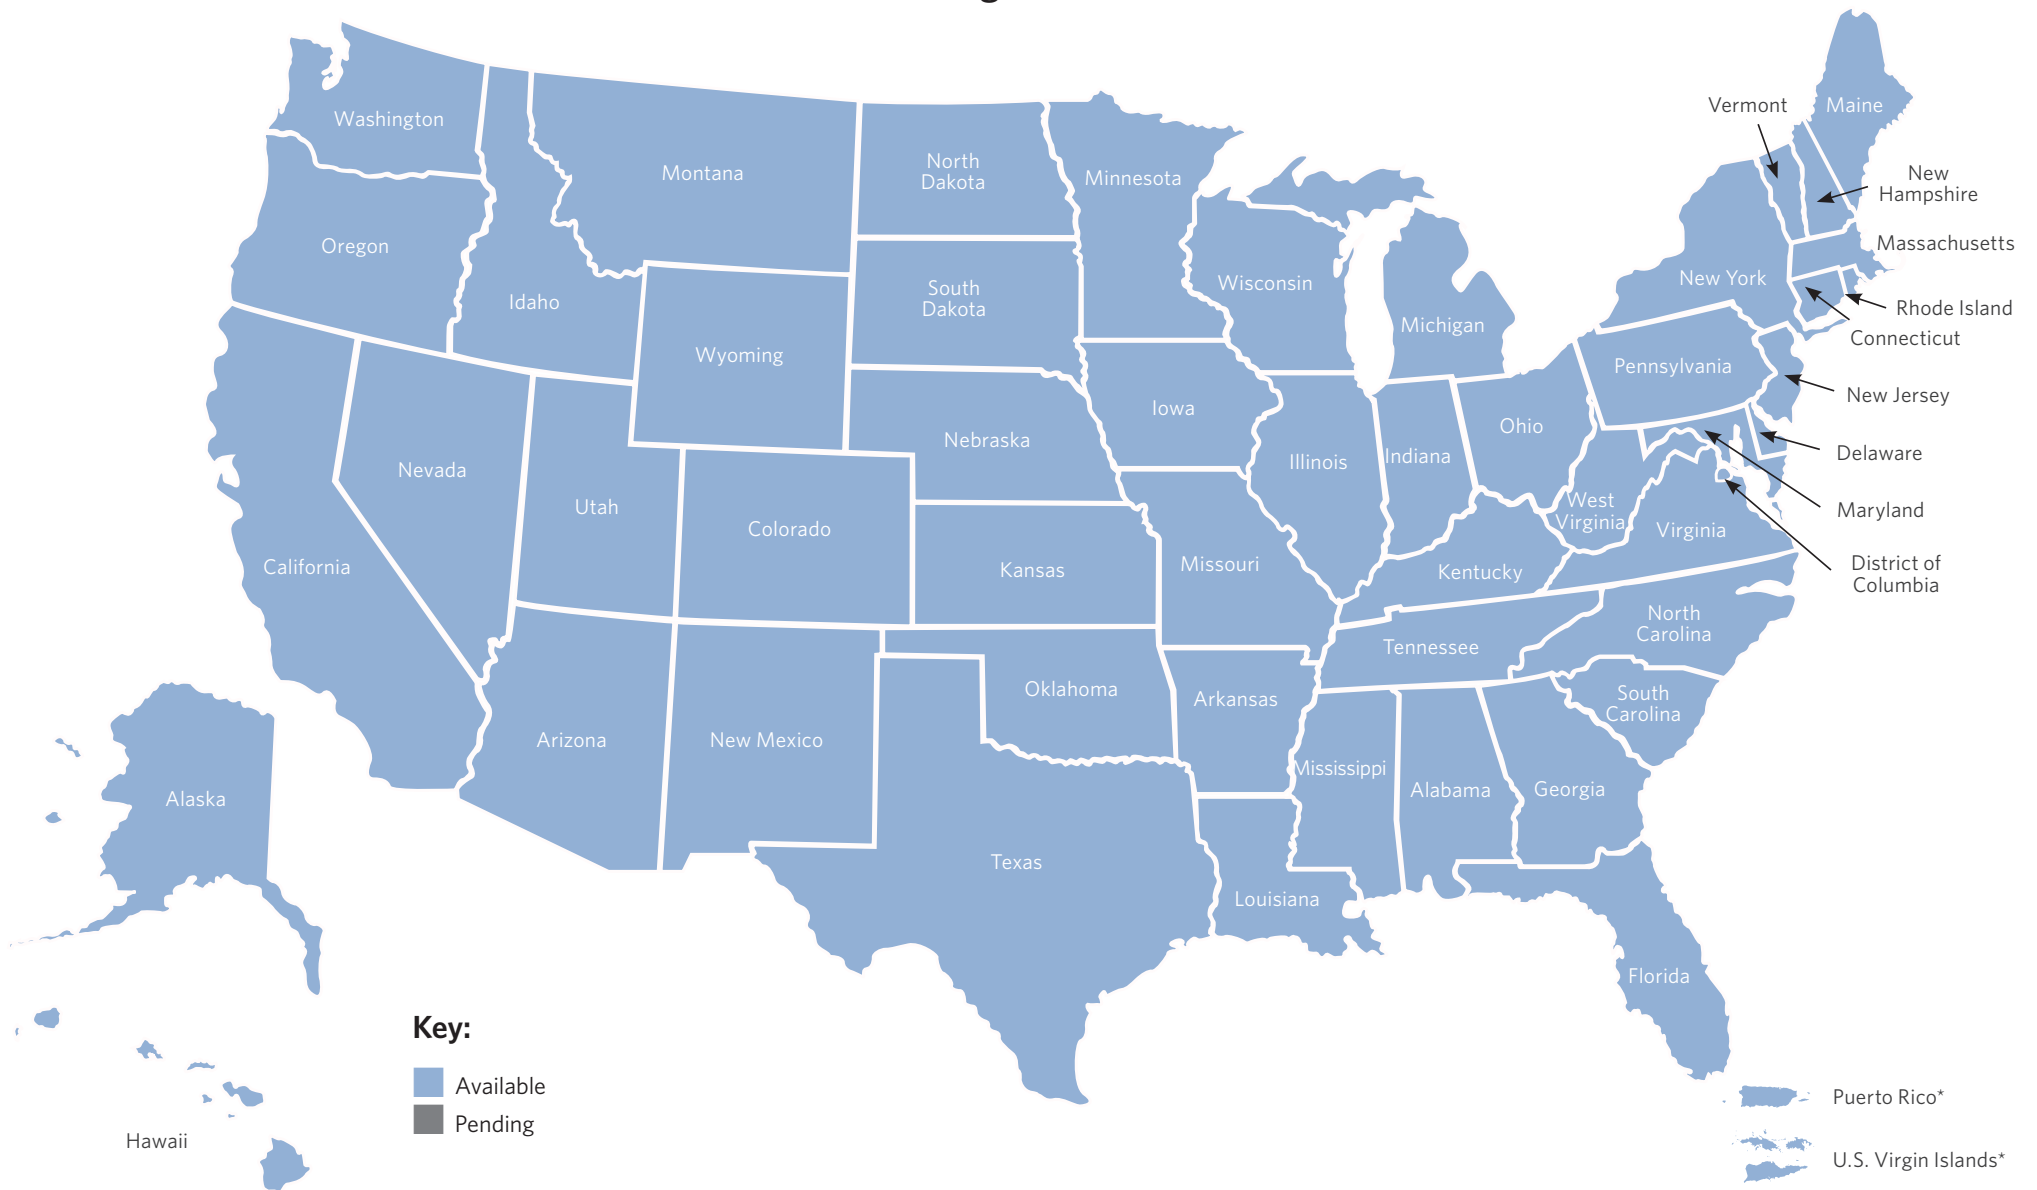 Washington
Montana
North
Dakota
Minnesota
Vermont
Maine
New
Hampshire
Oregon
Idaho
South
Dakota
Wisconsin
Massachusetts
New York
Michigan
Rhode Island
Connecticut
Wyoming
Pennsylvania
New Jersey
Iowa
Nebraska
Ohio
Nevada
Illinois
Indiana
Delaware
Utah
Colorado
West
Virginia
Virginia
Maryland
California
Kansas
Missouri
Kentucky
District of
Columbia
North
Carolina
Tennessee
Oklahoma
Arkansas
South
Carolina
Arizona
New Mexico
Mississippi
Alabama
Georgia
Alaska
Texas
Louisiana
Florida
Key:
Available
Pending
Hawaii
Puerto Rico*
U.S. Virgin Islands*